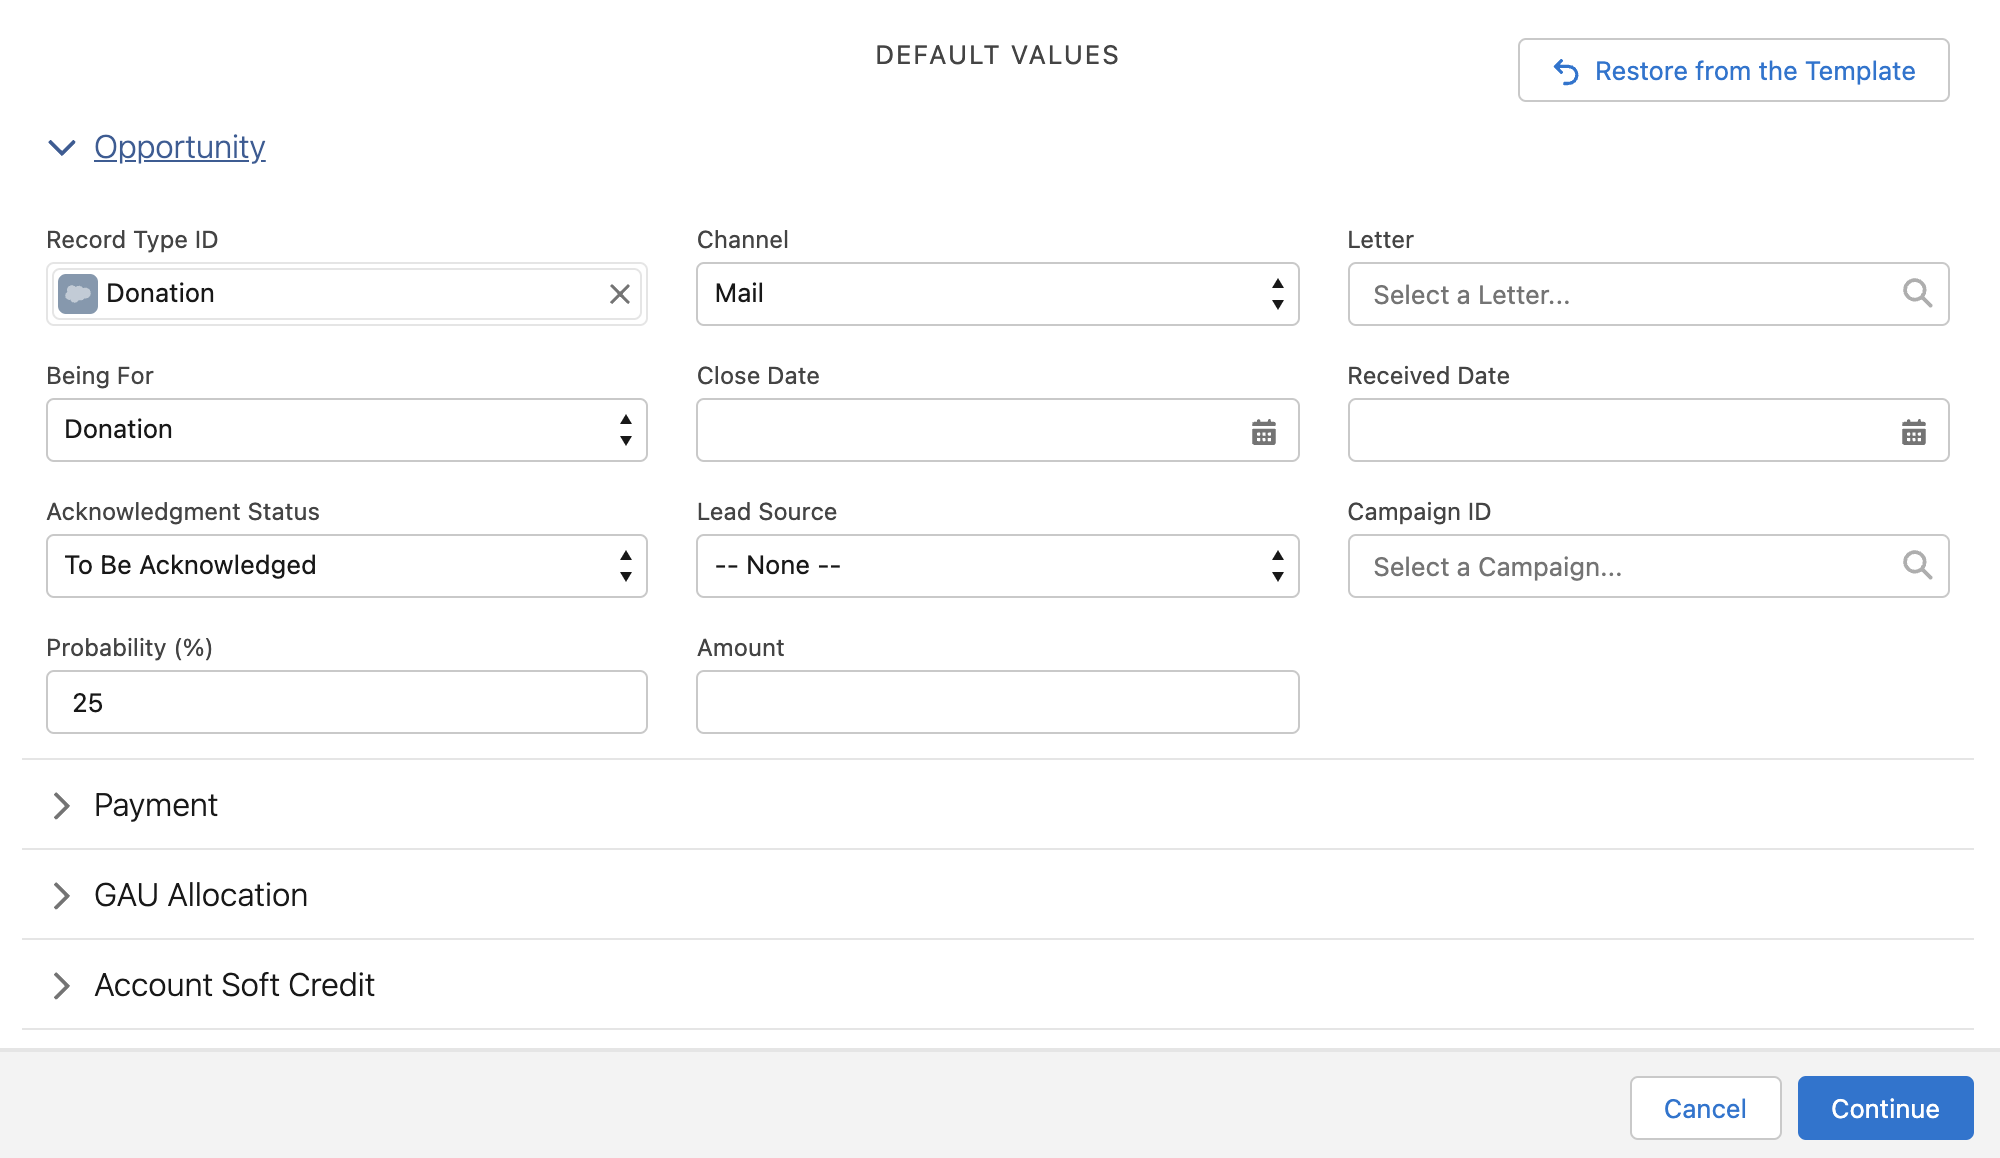 DEFAULT VALUES
Restore from the Template
Opportunity
Record Type ID
Donation
Channel
Mail
Letter
Select a Letter...
Being For
Donation
Close Date
Received Date
Acknowledgment Status
To Be Acknowledged
Lead Source
-- None --
Campaign ID
Select a Campaign...
Probability (%)
25
Amount
Payment
GAU Allocation
Account Soft Credit
Cancel
Continue